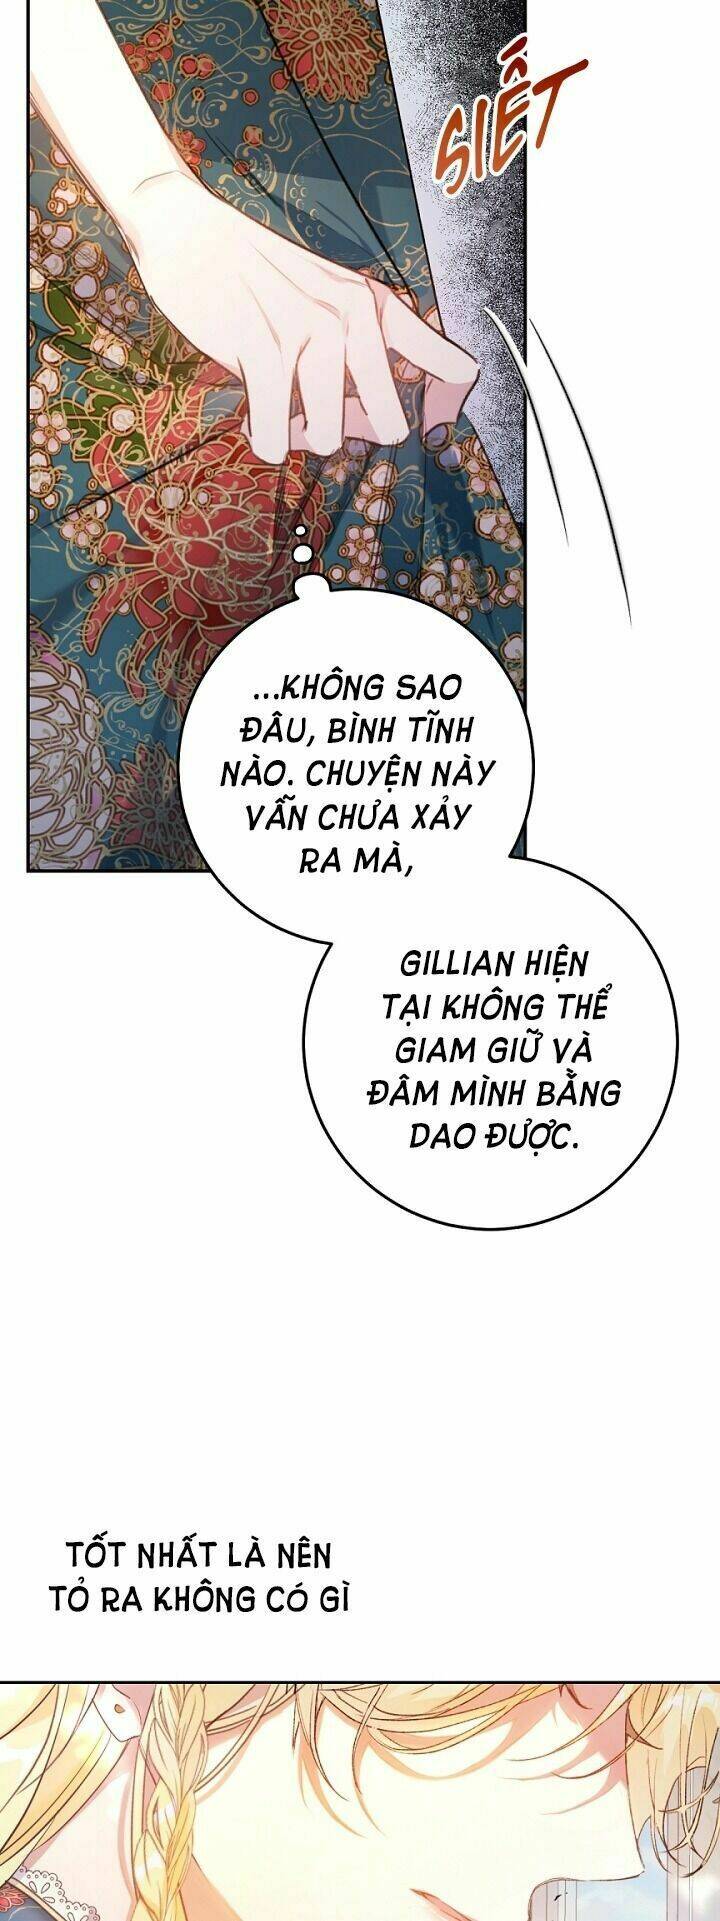 SIẾT
...KHÔNG SAO
ĐÂU, BÌNH TĨNH
NÀO. CHUYỆN NÀY
VẪN CHƯA XẢY
RA MÀ,
GILLIAN HIỆN
TẠI KHÔNG THỂ
GIAM GIỮ VÀ
ĐÂM MÌNH BẰNG
DAO ĐƯỢC.
TỐT NHẤT LÀ NÊN
TỎ RA KHÔNG CÓ GÌ